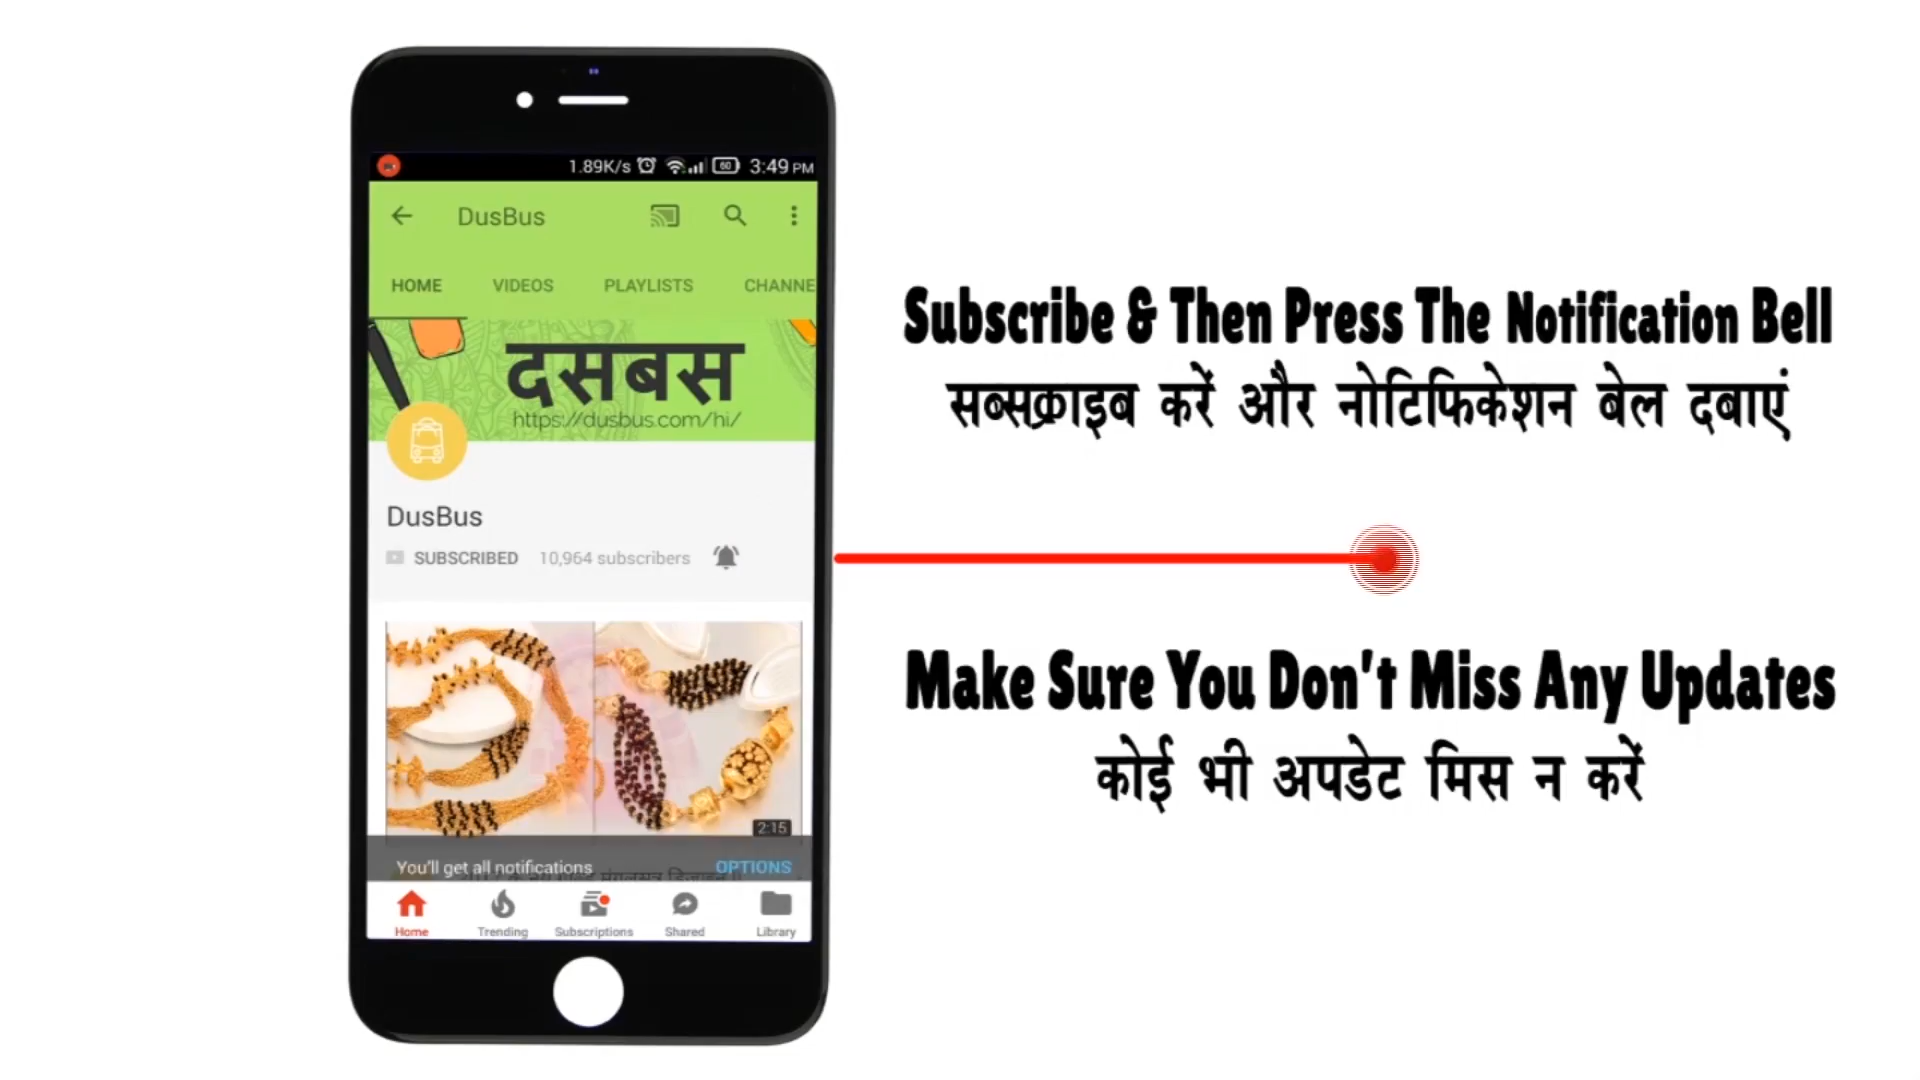 1.89K/s 60 3:49 PM
DusBus
HOME VIDEOS PLAYLISTS CHANNE
दसबस
https://dusbus.com/hi/
DusBus
SUBSCRIBED 10,964 subscribers
2:15
You'll get all notifications OPTIONS
Home Trending Subscriptions Shared Library
Subscribe & Then Press The Notification Bell
सब्सक्राइब करें और नोटिफिकेशन बेल दबाएं
Make Sure You Don't Miss Any Updates
कोई भी अपडेट मिस न करें